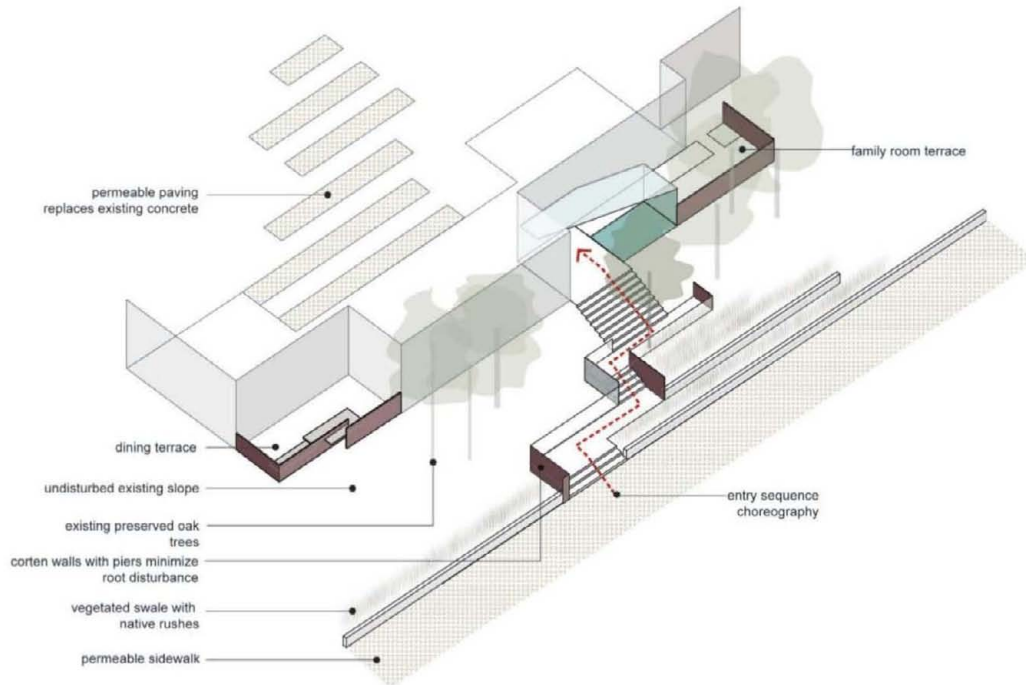 permeable paving
replaces existing concrete
family room terrace
dining terrace
undisturbed existing slope
existing preserved oak
trees
corten walls with piers minimize
root disturbance
vegetated swale with
native rushes
permeable sidewalk
entry sequence
choreography